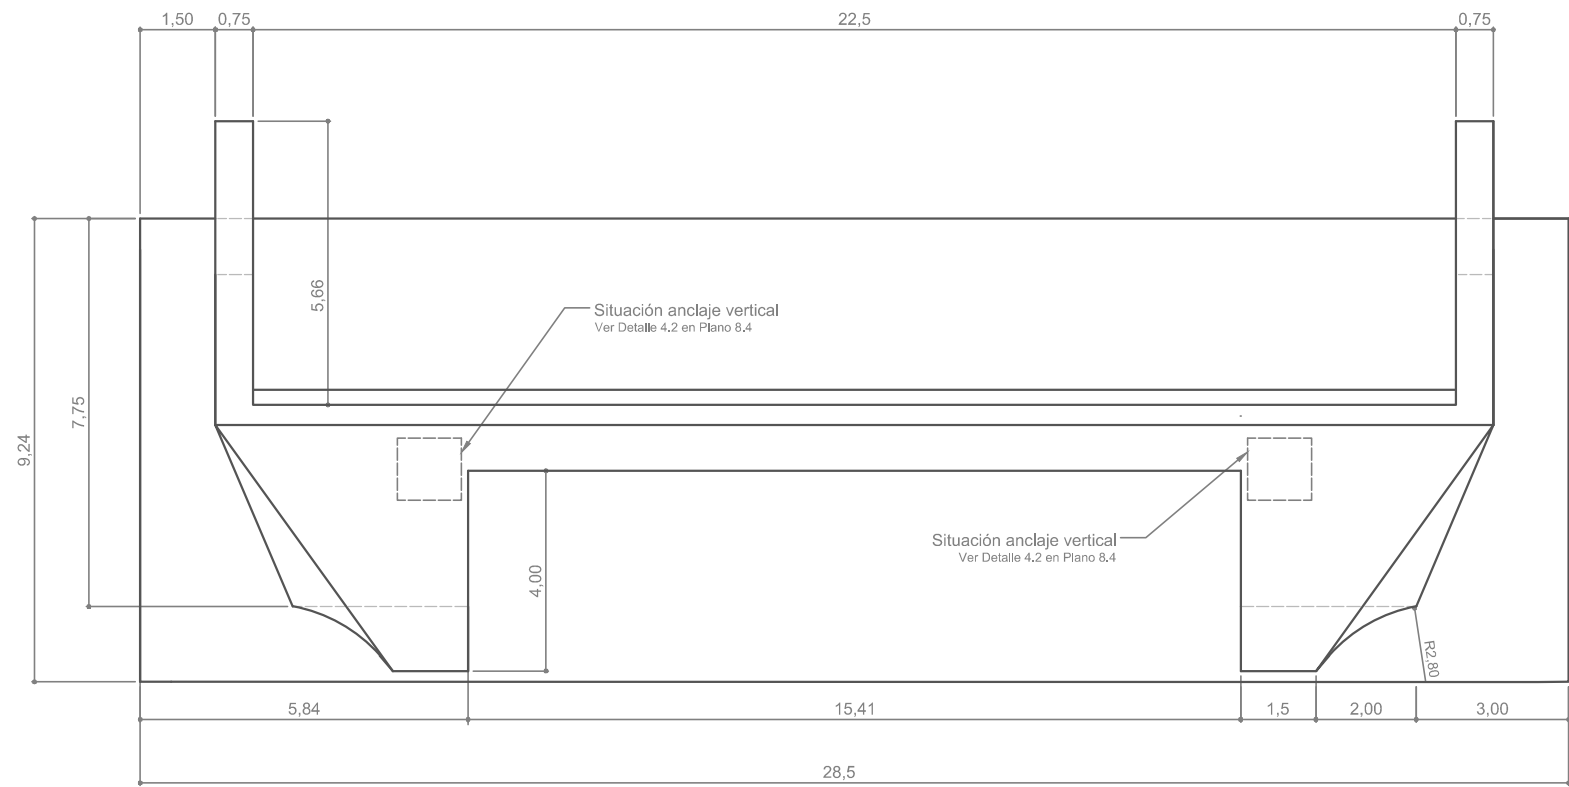 1,50
0,75
22,5
0,75
5,66
Situación anclaje vertical
Ver Detalle 4.2 en Plano 8.4
7,75
9,24
Situación anclaje vertical
Ver Detalle 4.2 en Plano 8.4
4,00
R2,80
5,84
15,41
1,5
2,00
3,00
28,5